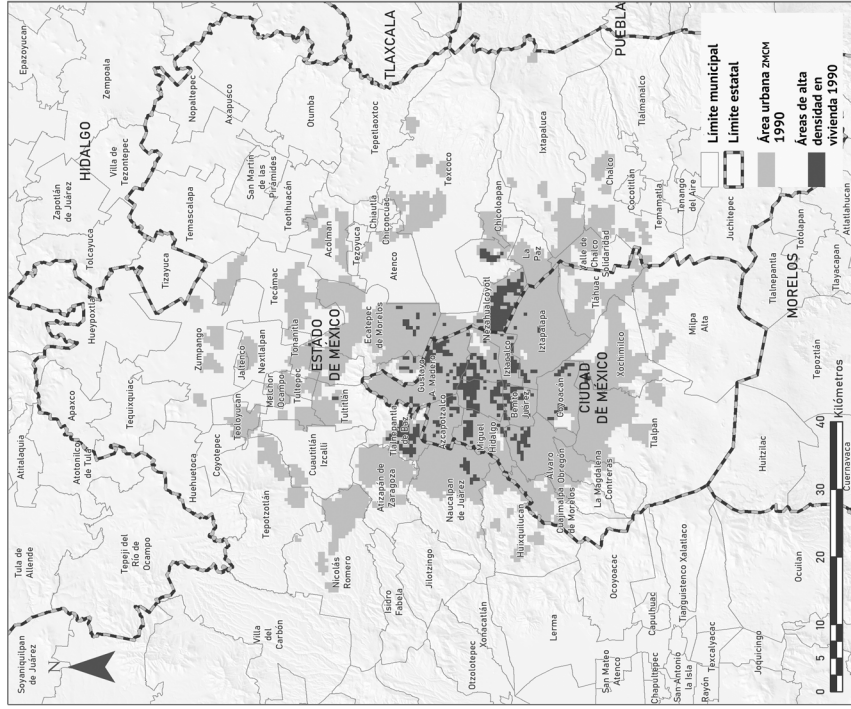 Soyaniquilpan
de Juárez
Tula de
Allende
Atitalaquia
Epazoyucan
HIDALGO
Zempoala
Zapotlán
de Juárez
Villa de
Tezontepec
Tolcayuca
Hueypoxtla
Apaxco
Atotonilco
de Tula
Tepeji del
Río de
Ocampo
Tequixquiac
Tizayuca
Temascalapa
Nopaltepec
Axapusco
Huehuetoca
Coyotepec
Zumpango
Villa
del
Carbón
Tepotzotlán
Teoloyucan
Jaltenco
Nextlalpan
Tecámac
San Martín
de las
Pirámides
Teotihuacán
Otumba
Melchor
Ocampo
Tultepec
Tonanitla
ESTADO
DE MÉXICO
Cuautitlán
Izcalli
Tultitlán
Acolman
Tezoyuca
Chiautla
Chiconcuac
Tepetlaoxtoc
TLAXCALA
Nicolás
Romero
Isidro
Fabela
Atizapán de
Zaragoza
Tlalnepantla
de Baz
Ecatepec
de Morelos
Atenco
Texcoco
Jilotzingo
Naucalpan
de Juárez
Azcapotzalco
Gustavo
A Madero
Otzolotepec
Xonacatlán
Miguel
Hidalgo
Nezahualcóyotl
Chicoloapan
Huixquilucan
Benito
Juárez
Iztacalco
La
Paz
Ixtapaluca
Lerma
Cuajimalpa
de Morelos
Álvaro
Obregón
Coyoacán
Iztapalapa
CIUDAD
DE MÉXICO
Tláhuac
Valle de
Chalco
Solidaridad
Chalco
PUEBLA
San Mateo
Atenco
Ocoyoacac
La Magdalena
Contreras
Xochimilco
Cocotitlán
Temamatla
Tlalmanalco
Chapultepec
Capulhuac
Tlalpan
Tenango
del Aire
San Antonio
la Isla
Tianguistenco
Xalatlaco
Milpa
Alta
Rayón
Texcalyacac
Juchitepec
Joquicingo
Ocuilan
Huitzilac
Tlalnepantla
MORELOS
Totolapan
Tepoztlán
Tlayacapan
Atlatlahucan
Cuernavaca
N
0
5
10
20
30
40
Kilómetros
Límite municipal
Límite estatal
Área urbana ZMCM
1990
Áreas de alta
densidad en
vivienda 1990